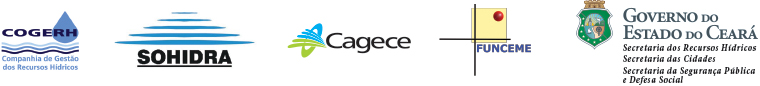 COGERH
Companhia de Gestão
dos Recursos Hídricos
SOHIDRA
Cagece
FUNCEME
GOVERNO DO
ESTADO DO CEARÁ
Secretaria dos Recursos Hídricos
Secretaria das Cidades
Secretaria da Segurança Pública
e Defesa Social